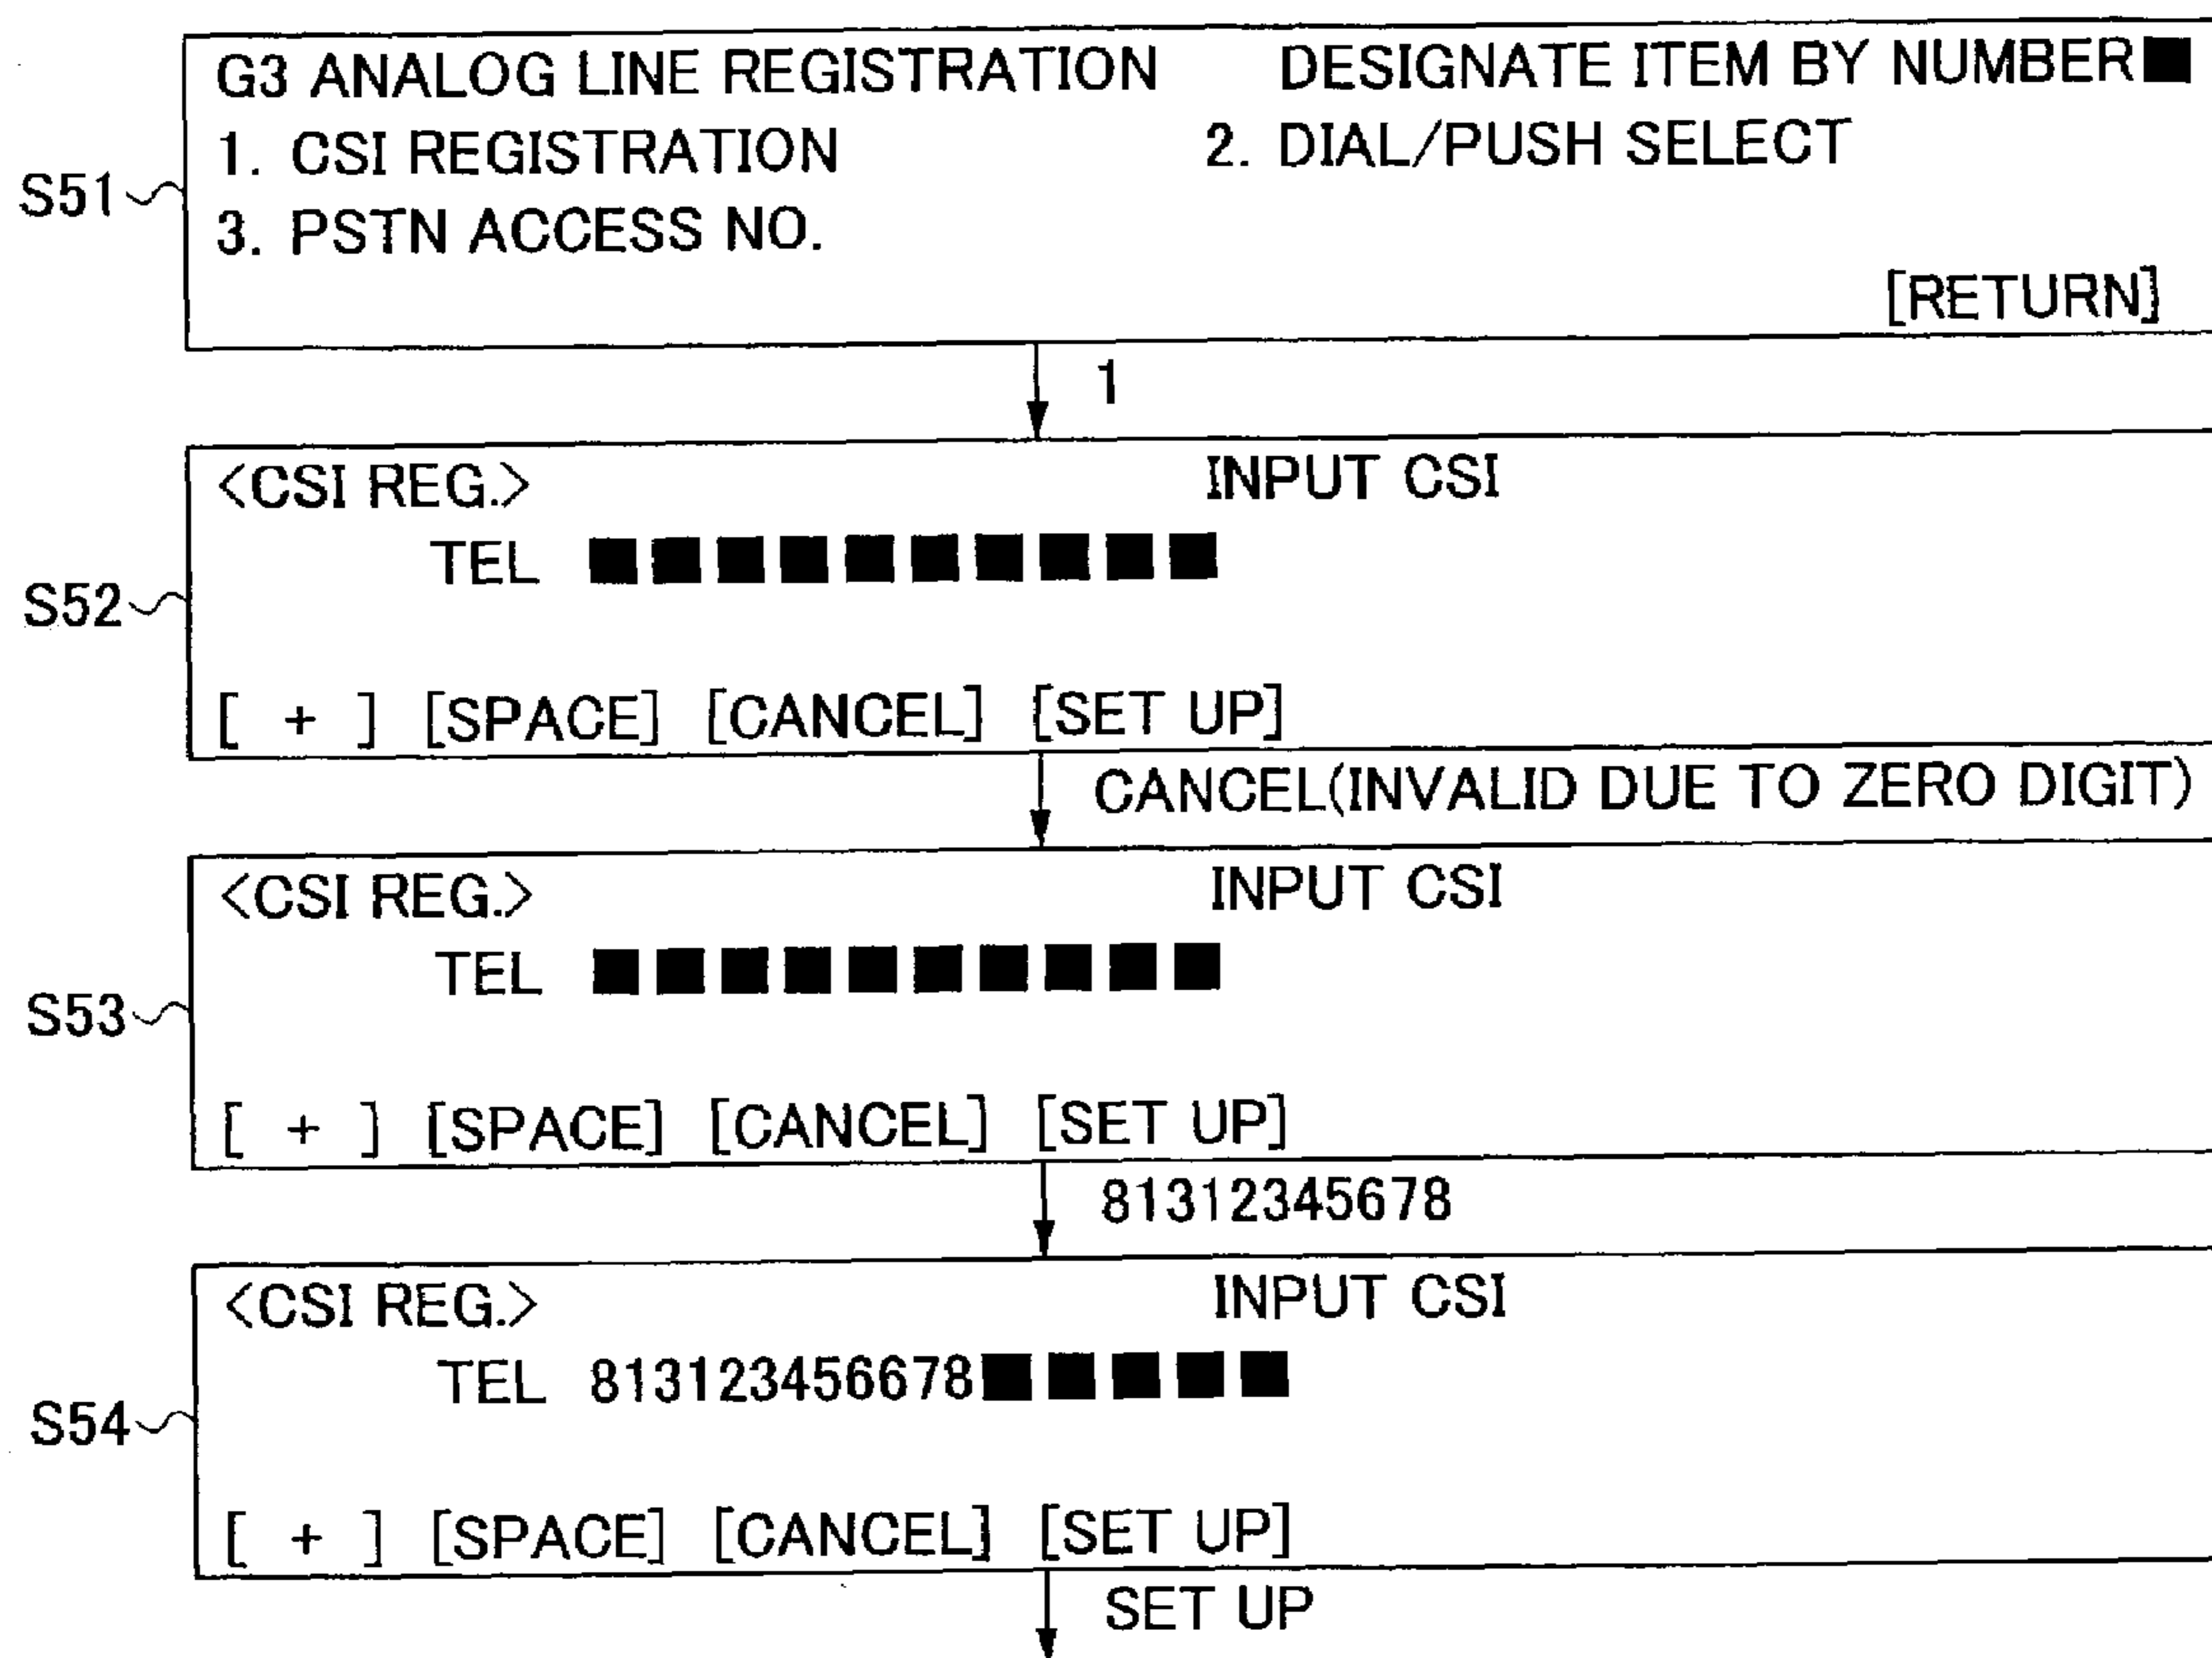 G3 ANALOG LINE REGISTRATION DESIGNATE ITEM BY NUMBER■
1. CSI REGISTRATION 2. DIAL/PUSH SELECT
S51
3. PSTN ACCESS NO.
[RETURN]
1
<CSI REG.> INPUT CSI
TEL ■■■■■■■■■■
S52
[ + ] [SPACE] [CANCEL] [SET UP]
CANCEL(INVALID DUE TO ZERO DIGIT)
<CSI REG.> INPUT CSI
TEL ■■■■■■■■■■
S53
[ + ] [SPACE] [CANCEL] [SET UP]
81312345678
<CSI REG.> INPUT CSI
TEL 813123456678■■■■■
S54
[ + ] [SPACE] [CANCEL] [SET UP]
SET UP